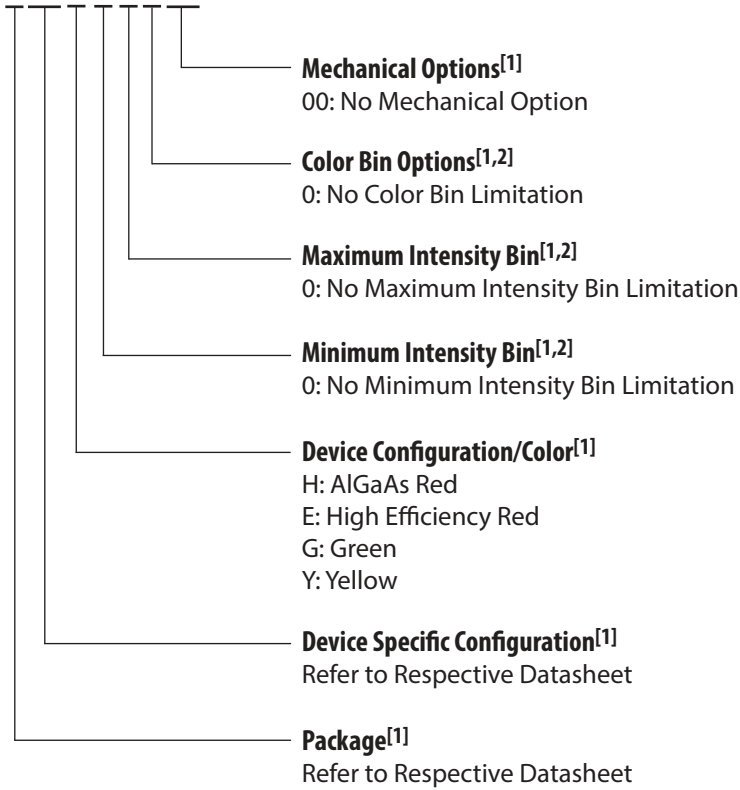 Mechanical Options[1]
00: No Mechanical Option
Color Bin Options[1,2]
0: No Color Bin Limitation
Maximum Intensity Bin[1,2]
0: No Maximum Intensity Bin Limitation
Minimum Intensity Bin[1,2]
0: No Minimum Intensity Bin Limitation
Device Configuration/Color[1]
H: AlGaAs Red
E: High Efficiency Red
G: Green
Y: Yellow
Device Specific Configuration[1]
Refer to Respective Datasheet
Package[1]
Refer to Respective Datasheet